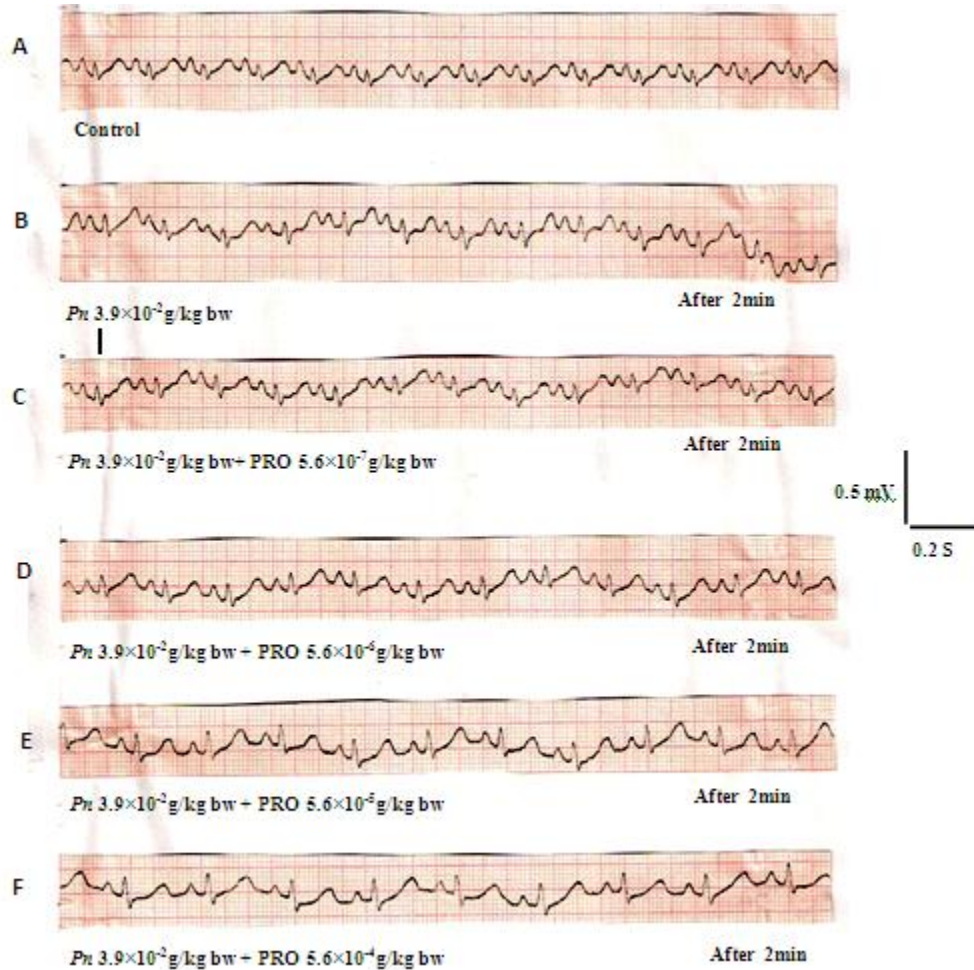 A
Control
B
Pn 3.9×10⁻²g/kg bw
After 2min
C
Pn 3.9×10⁻²g/kg bw+ PRO 5.6×10⁻⁷g/kg bw
After 2min
0.5 mV
0.2 S
D
Pn 3.9×10⁻²g/kg bw + PRO 5.6×10⁻⁶g/kg bw
After 2min
E
Pn 3.9×10⁻²g/kg bw + PRO 5.6×10⁻⁵g/kg bw
After 2min
F
Pn 3.9×10⁻²g/kg bw + PRO 5.6×10⁻⁴g/kg bw
After 2min